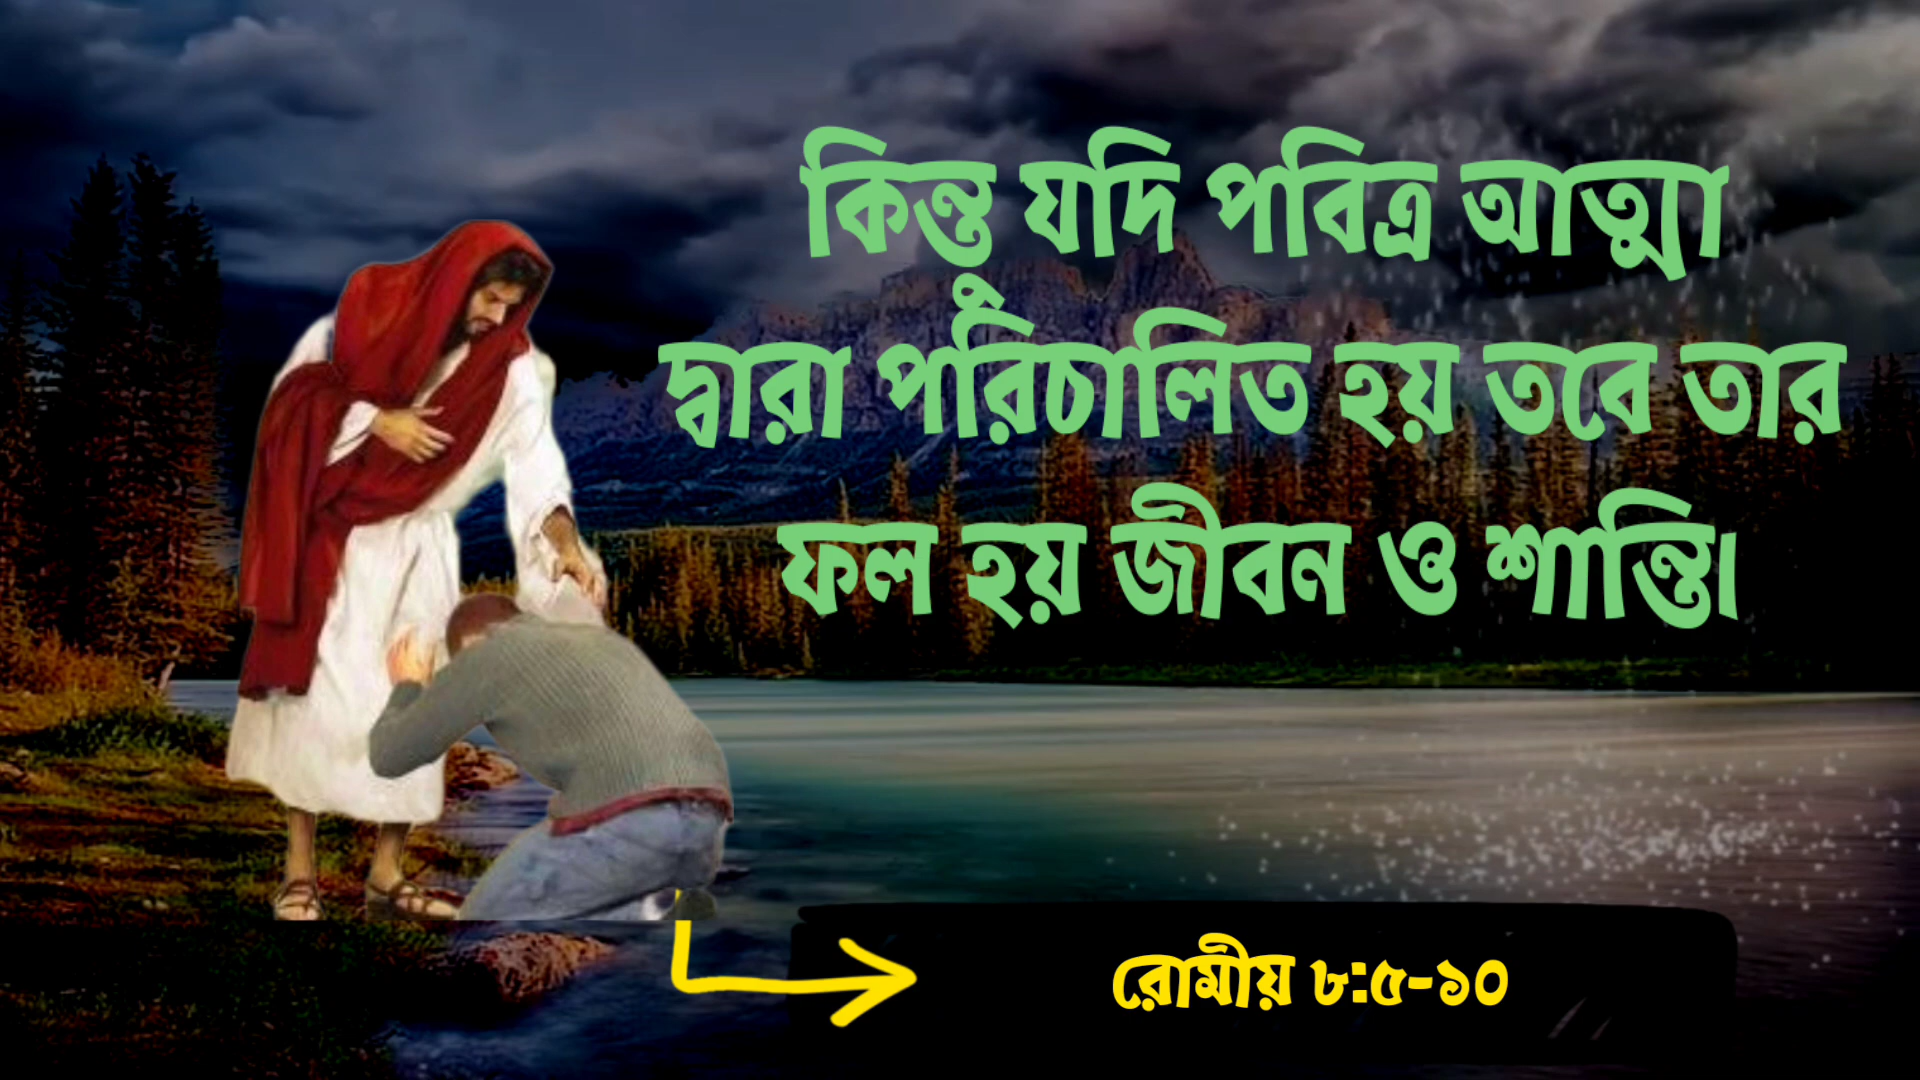 কিন্তু যদি পবিত্র আত্মা
দ্বারা পরিচালিত হয় তবে তার
ফল হয় জীবন ও শান্তি।
রোমীয় ৮:৫-১০